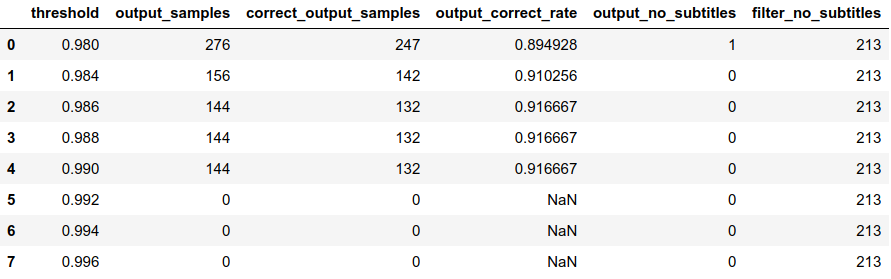 threshold output_samples correct_output_samples output_correct_rate output_no_subtitles filter_no_subtitles
0 0.980 276 247 0.894928 1 213
1 0.984 156 142 0.910256 0 213
2 0.986 144 132 0.916667 0 213
3 0.988 144 132 0.916667 0 213
4 0.990 144 132 0.916667 0 213
5 0.992 0 0 NaN 0 213
6 0.994 0 0 NaN 0 213
7 0.996 0 0 NaN 0 213